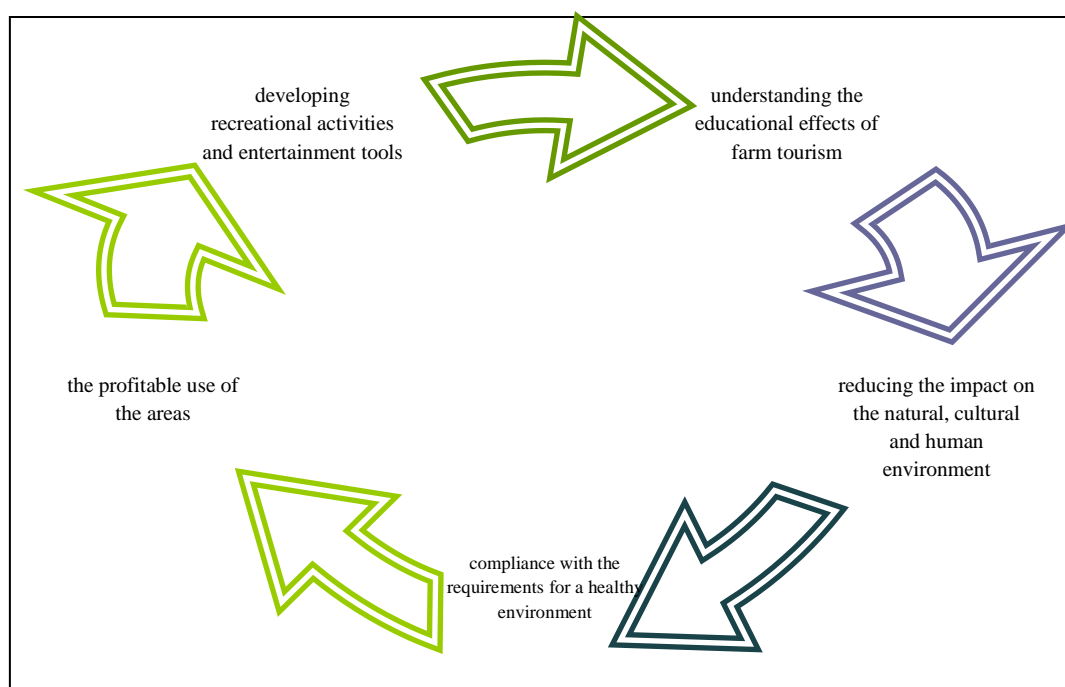 developing
recreational activities
and entertainment tools
understanding the
educational effects of
farm tourism
reducing the impact on
the natural, cultural
and human
environment
compliance with the
requirements for a healthy
environment
the profitable use of
the areas